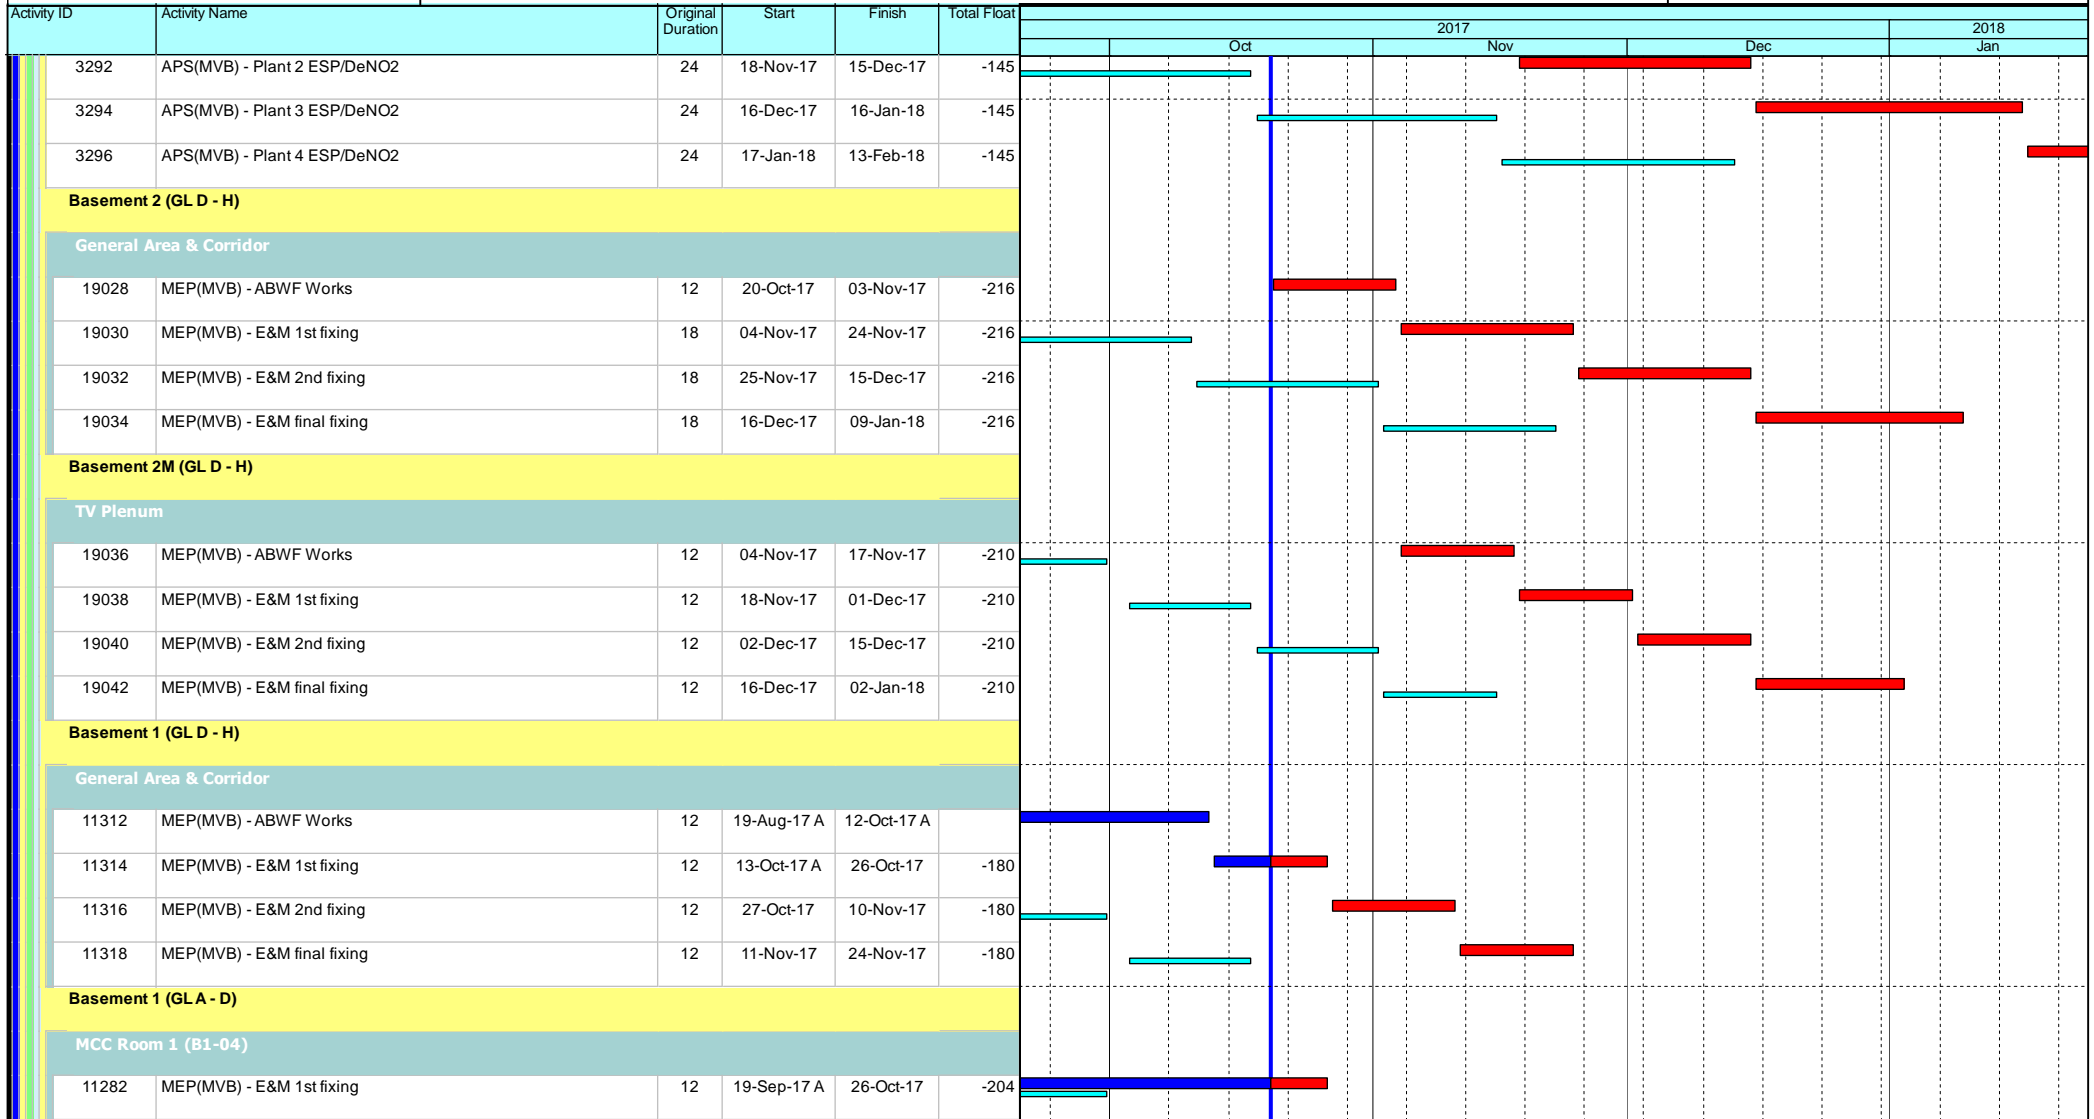 Activity ID Activity Name Original Duration Start Finish Total Float
2017 2018
Oct Nov Dec Jan
3292 APS(MVB) - Plant 2 ESP/DeNO2 24 18-Nov-17 15-Dec-17 -145
3294 APS(MVB) - Plant 3 ESP/DeNO2 24 16-Dec-17 16-Jan-18 -145
3296 APS(MVB) - Plant 4 ESP/DeNO2 24 17-Jan-18 13-Feb-18 -145
Basement 2 (GL D - H)
General Area & Corridor
19028 MEP(MVB) - ABWF Works 12 20-Oct-17 03-Nov-17 -216
19030 MEP(MVB) - E&M 1st fixing 18 04-Nov-17 24-Nov-17 -216
19032 MEP(MVB) - E&M 2nd fixing 18 25-Nov-17 15-Dec-17 -216
19034 MEP(MVB) - E&M final fixing 18 16-Dec-17 09-Jan-18 -216
Basement 2M (GL D - H)
TV Plenum
19036 MEP(MVB) - ABWF Works 12 04-Nov-17 17-Nov-17 -210
19038 MEP(MVB) - E&M 1st fixing 12 18-Nov-17 01-Dec-17 -210
19040 MEP(MVB) - E&M 2nd fixing 12 02-Dec-17 15-Dec-17 -210
19042 MEP(MVB) - E&M final fixing 12 16-Dec-17 02-Jan-18 -210
Basement 1 (GL D - H)
General Area & Corridor
11312 MEP(MVB) - ABWF Works 12 19-Aug-17 A 12-Oct-17 A
11314 MEP(MVB) - E&M 1st fixing 12 13-Oct-17 A 26-Oct-17 -180
11316 MEP(MVB) - E&M 2nd fixing 12 27-Oct-17 10-Nov-17 -180
11318 MEP(MVB) - E&M final fixing 12 11-Nov-17 24-Nov-17 -180
Basement 1 (GL A - D)
MCC Room 1 (B1-04)
11282 MEP(MVB) - E&M 1st fixing 12 19-Sep-17 A 26-Oct-17 -204